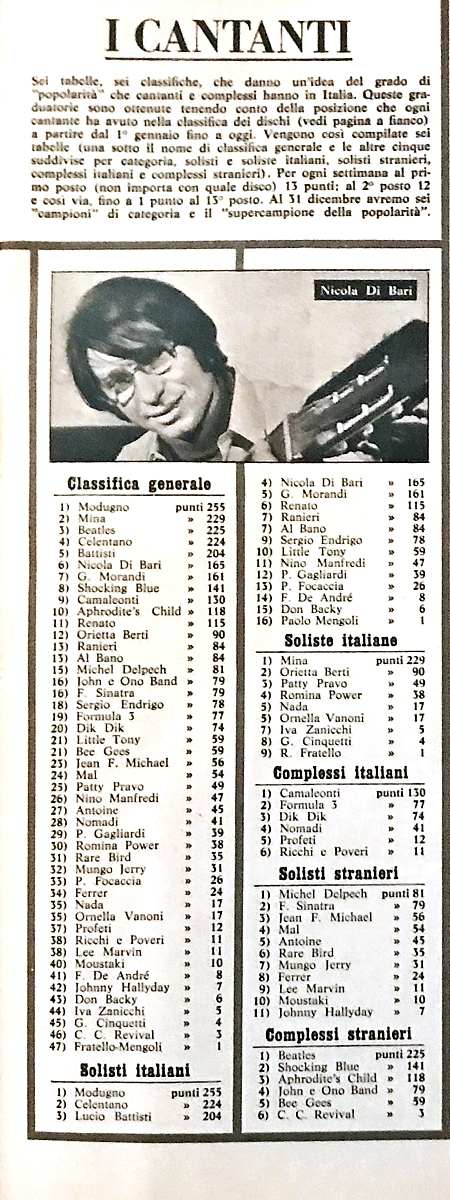 I CANTANTI
Sei tabelle, sei classifiche, che danno un'idea del grado di
"popolarità" che cantanti e complessi hanno in Italia. Queste gra-
duatorie sono ottenute tenendo conto della posizione che ogni
cantante ha avuto nella classifica dei dischi (vedi pagina a fianco)
a partire dal 1° gennaio fino a oggi. Vengono così compilate sei
tabelle (una sotto il nome di classifica generale e le altre cinque
suddivise per categoria, solisti e soliste italiani, solisti stranieri,
complessi italiani e complessi stranieri). Per ogni settimana al pri-
mo posto (non importa con quale disco) 13 punti; al 2° posto 12
e così via, fino a 1 punto al 13° posto. Al 31 dicembre avremo sei
"campioni" di categoria e il "supercampione della popolarità".
Nicola Di Bari
Classifica generale
1) Modugno punti 255
2) Mina » 229
3) Beatles » 225
4) Celentano » 224
5) Battisti » 204
6) Nicola Di Bari » 165
7) G. Morandi » 161
8) Shocking Blue » 141
9) Camaleonti » 130
10) Aphrodite's Child » 118
11) Renato » 115
12) Orietta Berti » 90
13) Ranieri » 84
13) Al Bano » 84
15) Michel Delpech » 81
16) John e Ono Band » 79
16) F. Sinatra » 79
18) Sergio Endrigo » 78
19) Formula 3 » 77
20) Dik Dik » 74
21) Little Tony » 59
21) Bee Gees » 59
23) Jean F. Michael » 56
24) Mal » 54
25) Patty Pravo » 49
26) Nino Manfredi » 47
27) Antoine » 45
28) Nomadi » 41
29) P. Gagliardi » 39
30) Romina Power » 38
31) Rare Bird » 35
32) Mungo Jerry » 31
33) P. Focaccia » 26
34) Ferrer » 24
35) Nada » 17
35) Ornella Vanoni » 17
37) Profeti » 12
38) Ricchi e Poveri » 11
38) Lee Marvin » 11
40) Moustaki » 10
41) F. De André » 8
42) Johnny Hallyday » 7
43) Don Backy » 6
44) Iva Zanicchi » 5
45) G. Cinquetti » 4
46) C. C. Revival » 3
47) Fratello-Mengoli » 1
Solisti italiani
1) Modugno punti 255
2) Celentano » 224
3) Lucio Battisti » 204
4) Nicola Di Bari » 165
5) G. Morandi » 161
6) Renato » 115
7) Ranieri » 84
7) Al Bano » 84
9) Sergio Endrigo » 78
10) Little Tony » 59
11) Nino Manfredi » 47
12) P. Gagliardi » 39
13) P. Focaccia » 26
14) F. De André » 8
15) Don Backy » 6
16) Paolo Mengoli » 1
Soliste italiane
1) Mina punti 229
2) Orietta Berti » 90
3) Patty Pravo » 49
4) Romina Power » 38
5) Nada » 17
5) Ornella Vanoni » 17
7) Iva Zanicchi » 5
8) G. Cinquetti » 4
9) R. Fratello » 1
Complessi italiani
1) Camaleonti punti 130
2) Formula 3 » 77
3) Dik Dik » 74
4) Nomadi » 41
5) Profeti » 12
6) Ricchi e Poveri » 11
Solisti stranieri
1) Michel Delpech punti 81
2) F. Sinatra » 79
3) Jean F. Michael » 56
4) Mal » 54
5) Antoine » 45
6) Rare Bird » 35
7) Mungo Jerry » 31
8) Ferrer » 24
9) Lee Marvin » 11
10) Moustaki » 10
11) Johnny Hallyday » 7
Complessi stranieri
1) Beatles punti 225
2) Shocking Blue » 141
3) Aphrodite's Child » 118
4) John e Ono Band » 79
5) Bee Gees » 59
6) C. C. Revival » 3